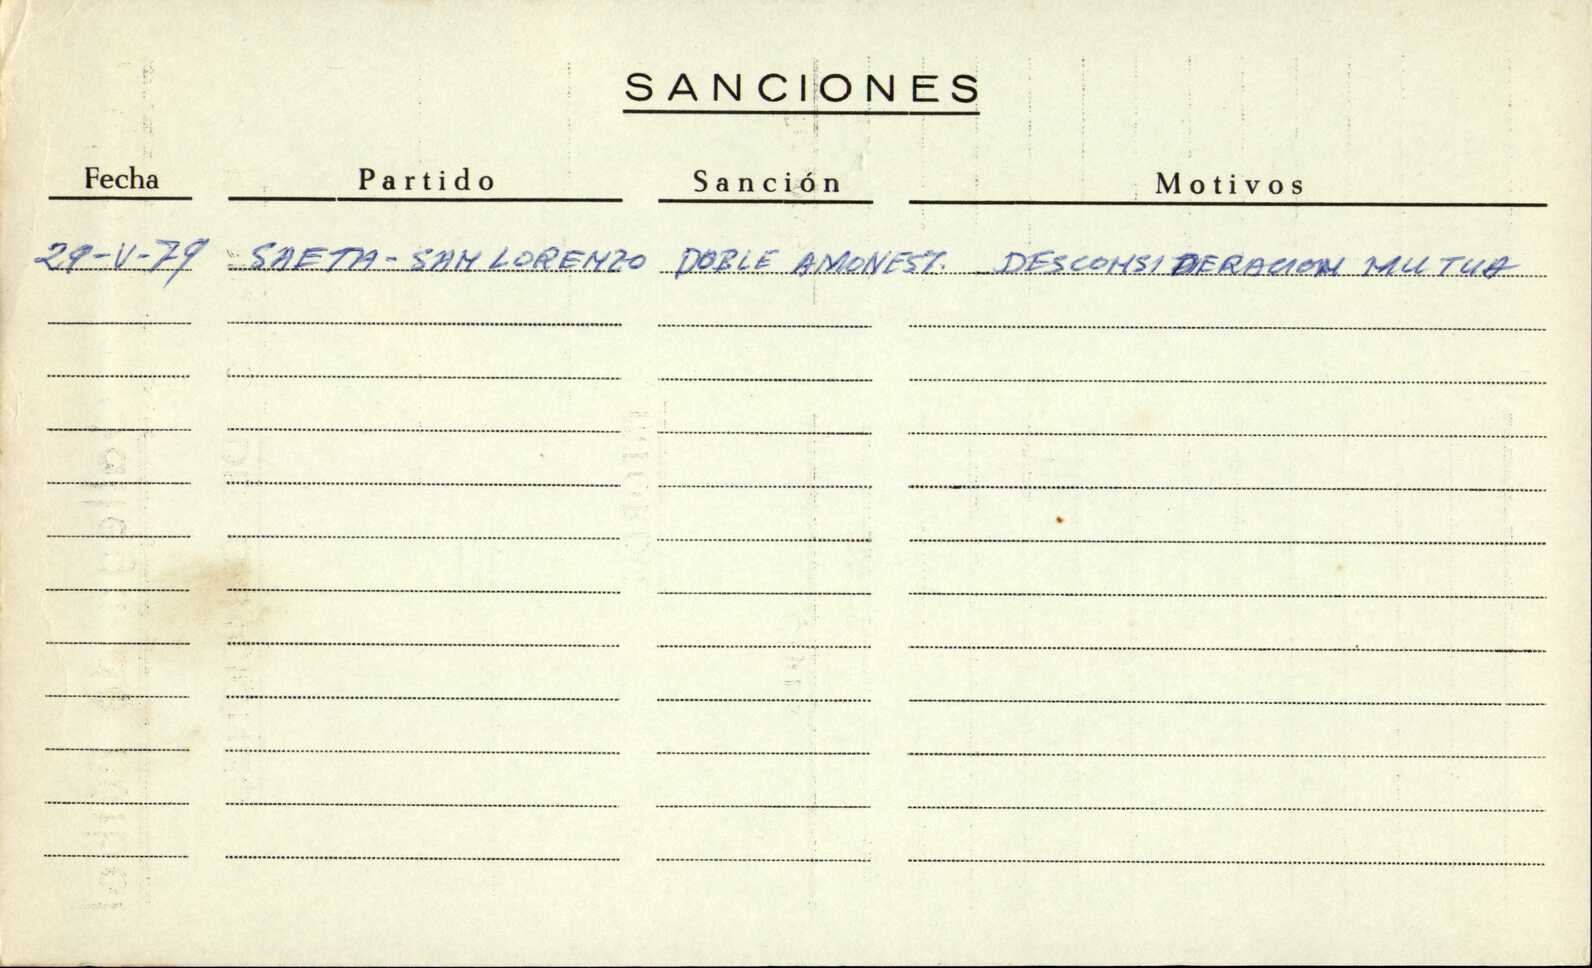 SANCIONES
Fecha Partido Sanción Motivos
29-V-79 SAETA - SAN LORENZO DOBLE AMONEST. DESCONSIDERACION MUTUA